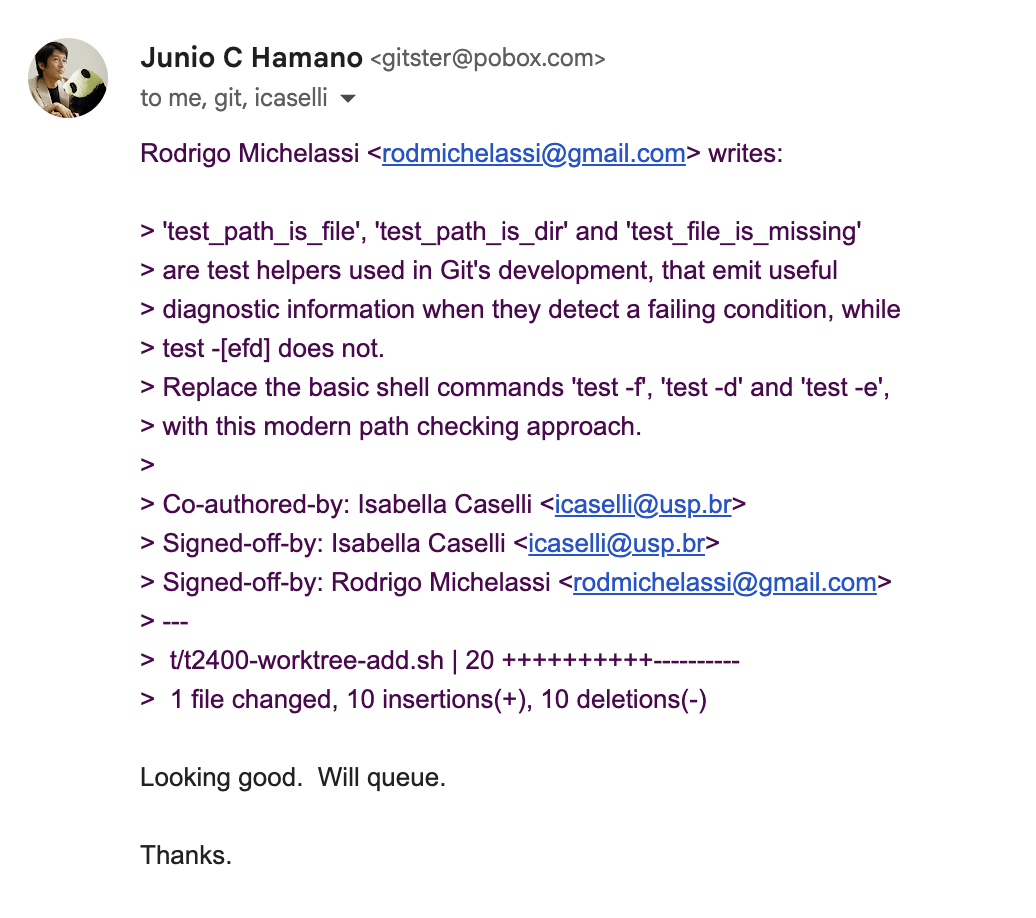 Junio C Hamano <gitster@pobox.com>
to me, git, icaselli
Rodrigo Michelassi <rodmichelassi@gmail.com> writes:
> 'test_path_is_file', 'test_path_is_dir' and 'test_file_is_missing'
> are test helpers used in Git's development, that emit useful
> diagnostic information when they detect a failing condition, while
> test -[efd] does not.
> Replace the basic shell commands 'test -f', 'test -d' and 'test -e',
> with this modern path checking approach.
>
> Co-authored-by: Isabella Caselli <icaselli@usp.br>
> Signed-off-by: Isabella Caselli <icaselli@usp.br>
> Signed-off-by: Rodrigo Michelassi <rodmichelassi@gmail.com>
> ---
>  t/t2400-worktree-add.sh | 20 ++++++++++----------
>  1 file changed, 10 insertions(+), 10 deletions(-)
Looking good.  Will queue.
Thanks.